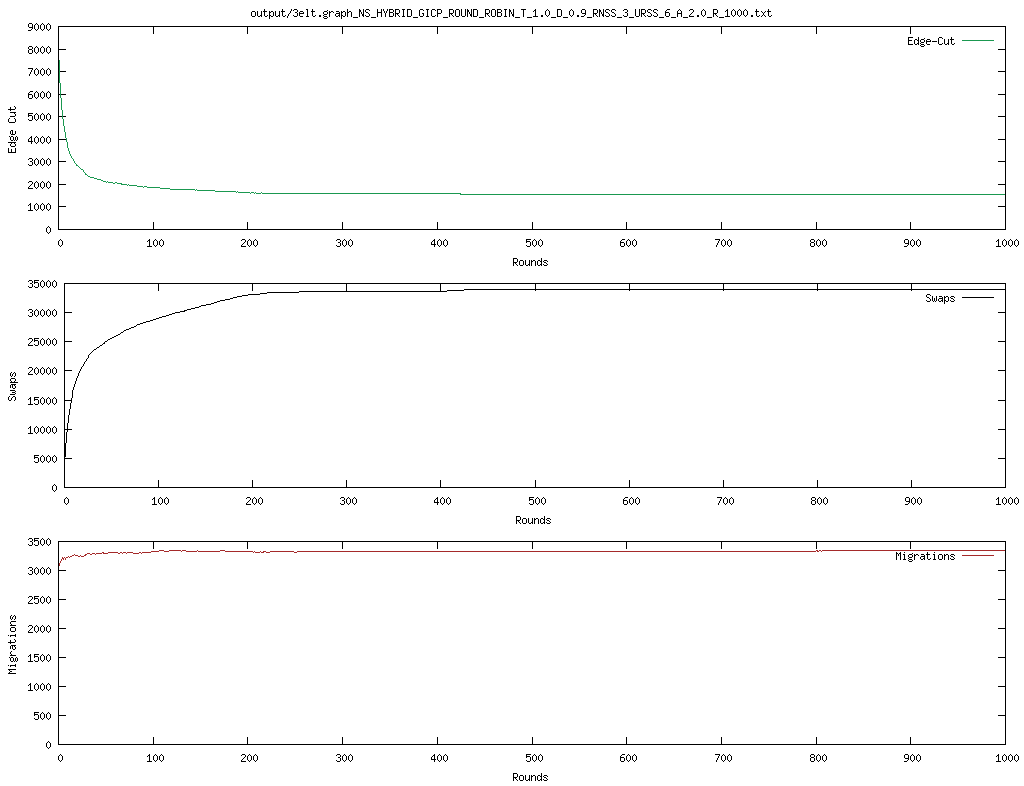 output/3elt.graph_NS_HYBRID_GICP_ROUND_ROBIN_T_1.0_D_0.9_RNSS_3_URSS_6_A_2.0_R_1000.txt
9000
8000
7000
6000
5000
4000
3000
2000
1000
0
Edge Cut
Edge-Cut
0 100 200 300 400 500 600 700 800 900 1000
Rounds
35000
30000
25000
20000
15000
10000
5000
0
Swaps
Swaps
0 100 200 300 400 500 600 700 800 900 1000
Rounds
3500
3000
2500
2000
1500
1000
500
0
Migrations
Migrations
0 100 200 300 400 500 600 700 800 900 1000
Rounds